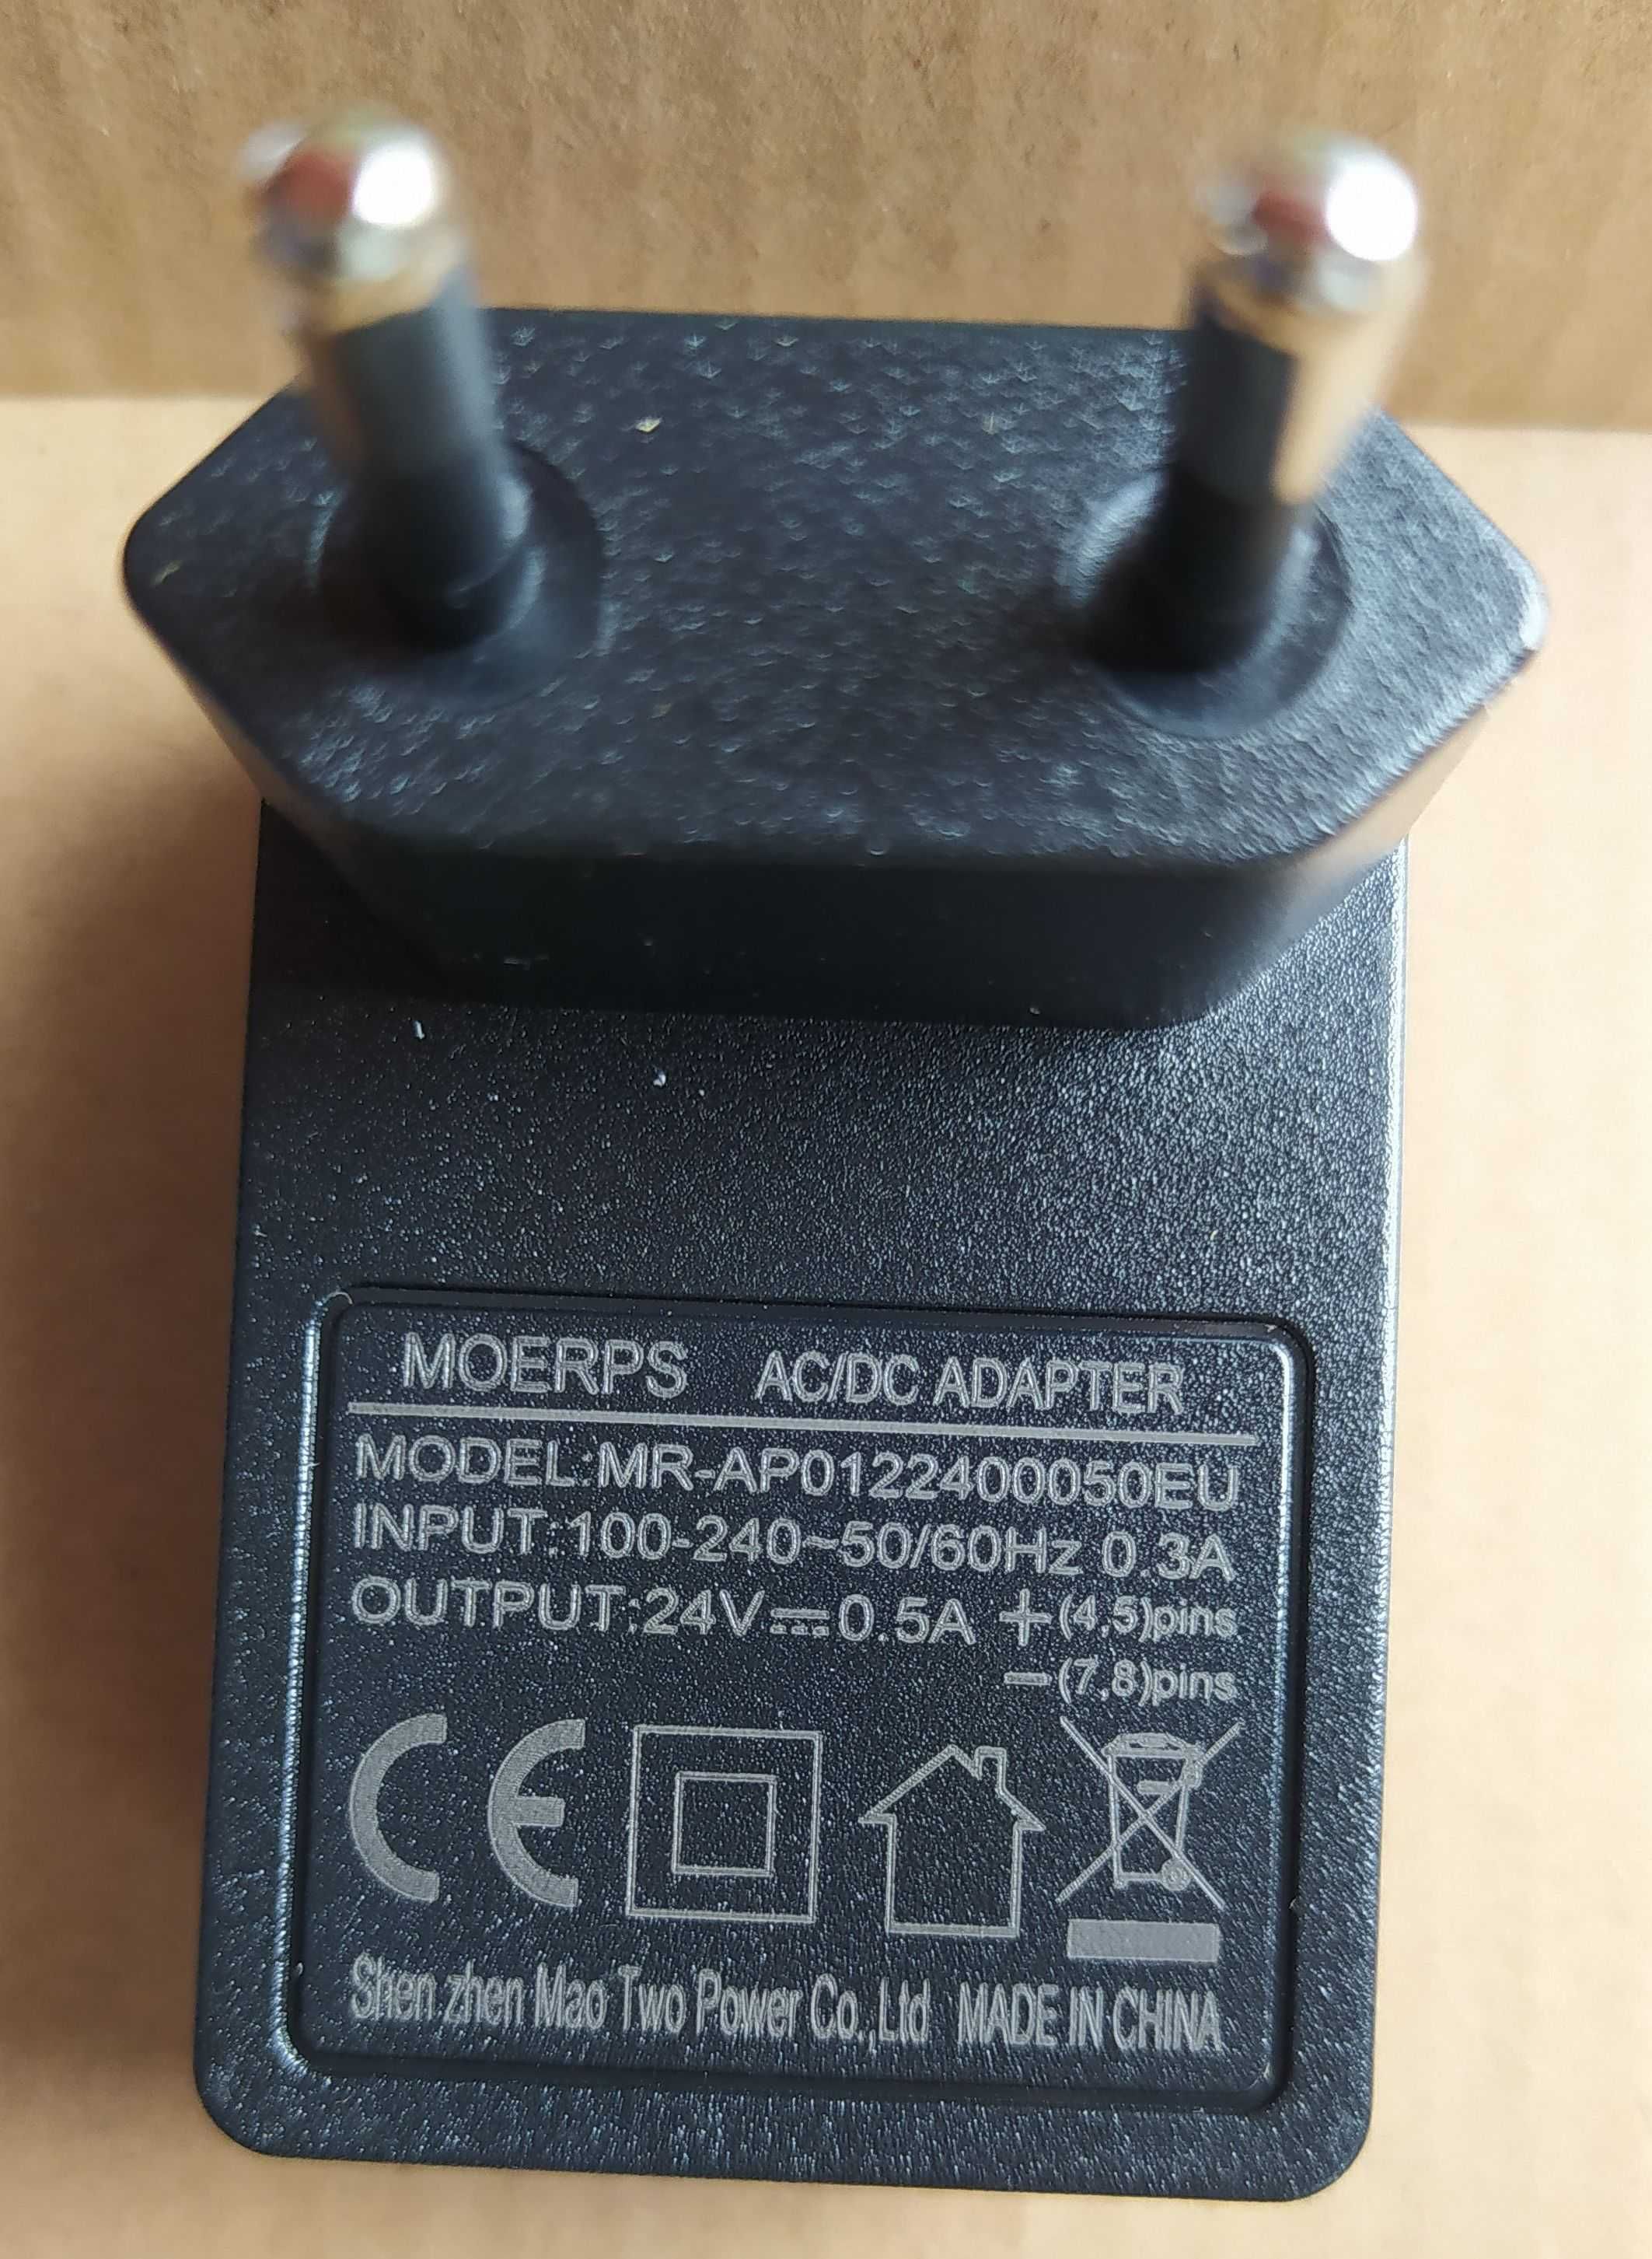 MOERPS AC/DC ADAPTER
MODEL:MR-AP0122400050EU
INPUT:100-240~50/60Hz 0.3A
OUTPUT:24V⎓0.5A +(4,5)pins
-(7,8)pins
CE
Shen zhen Mao Two Power Co.,Ltd MADE IN CHINA